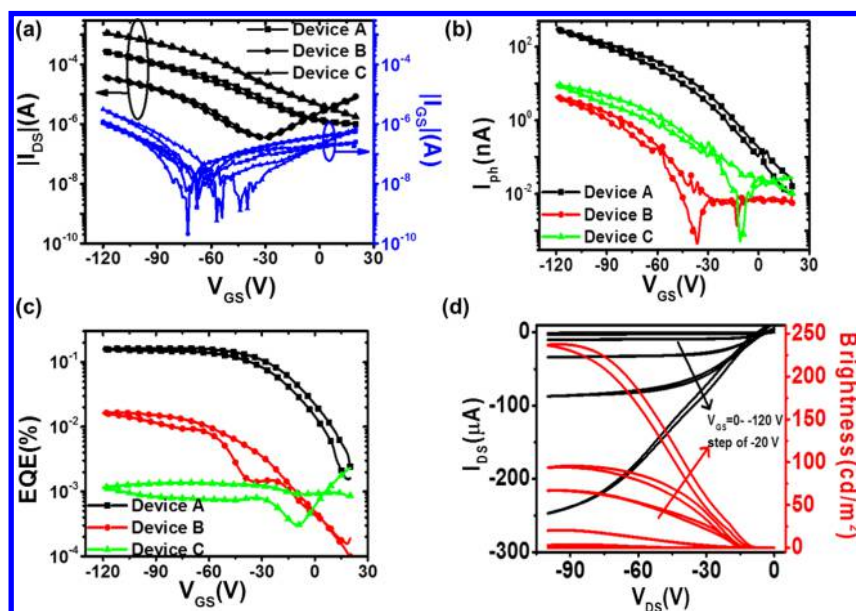 (a)
Device A
Device B
Device C
|I_DS|(A)
10^-2
10^-4
10^-6
10^-8
10^-10
|I_GS|(A)
10^-3
10^-4
10^-6
10^-8
10^-10
-120 -90 -60 -30 0 30
V_GS(V)
(b)
I_ph(nA)
10^2
10^0
10^-2
Device A
Device B
Device C
-120 -90 -60 -30 0
V_GS(V)
(c)
EQE(%)
10^-1
10^-2
10^-3
10^-4
Device A
Device B
Device C
-120 -90 -60 -30 0
V_GS(V)
(d)
I_DS(μA)
0
-100
-200
-300
V_GS=0- -120 V
step of -20 V
Brightness(cd/m²)
250
200
150
100
50
0
-90 -60 -30 0
V_DS(V)